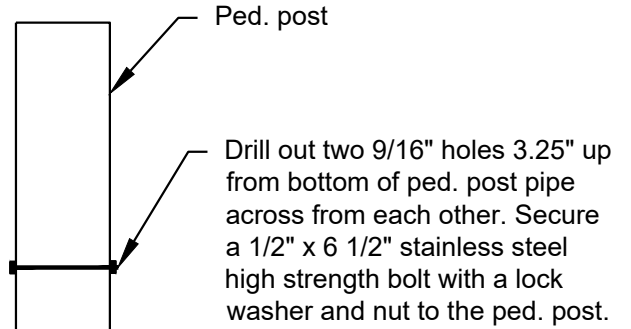 Ped. post
Drill out two 9/16" holes 3.25" up
from bottom of ped. post pipe
across from each other. Secure
a 1/2" x 6 1/2" stainless steel
high strength bolt with a lock
washer and nut to the ped. post.